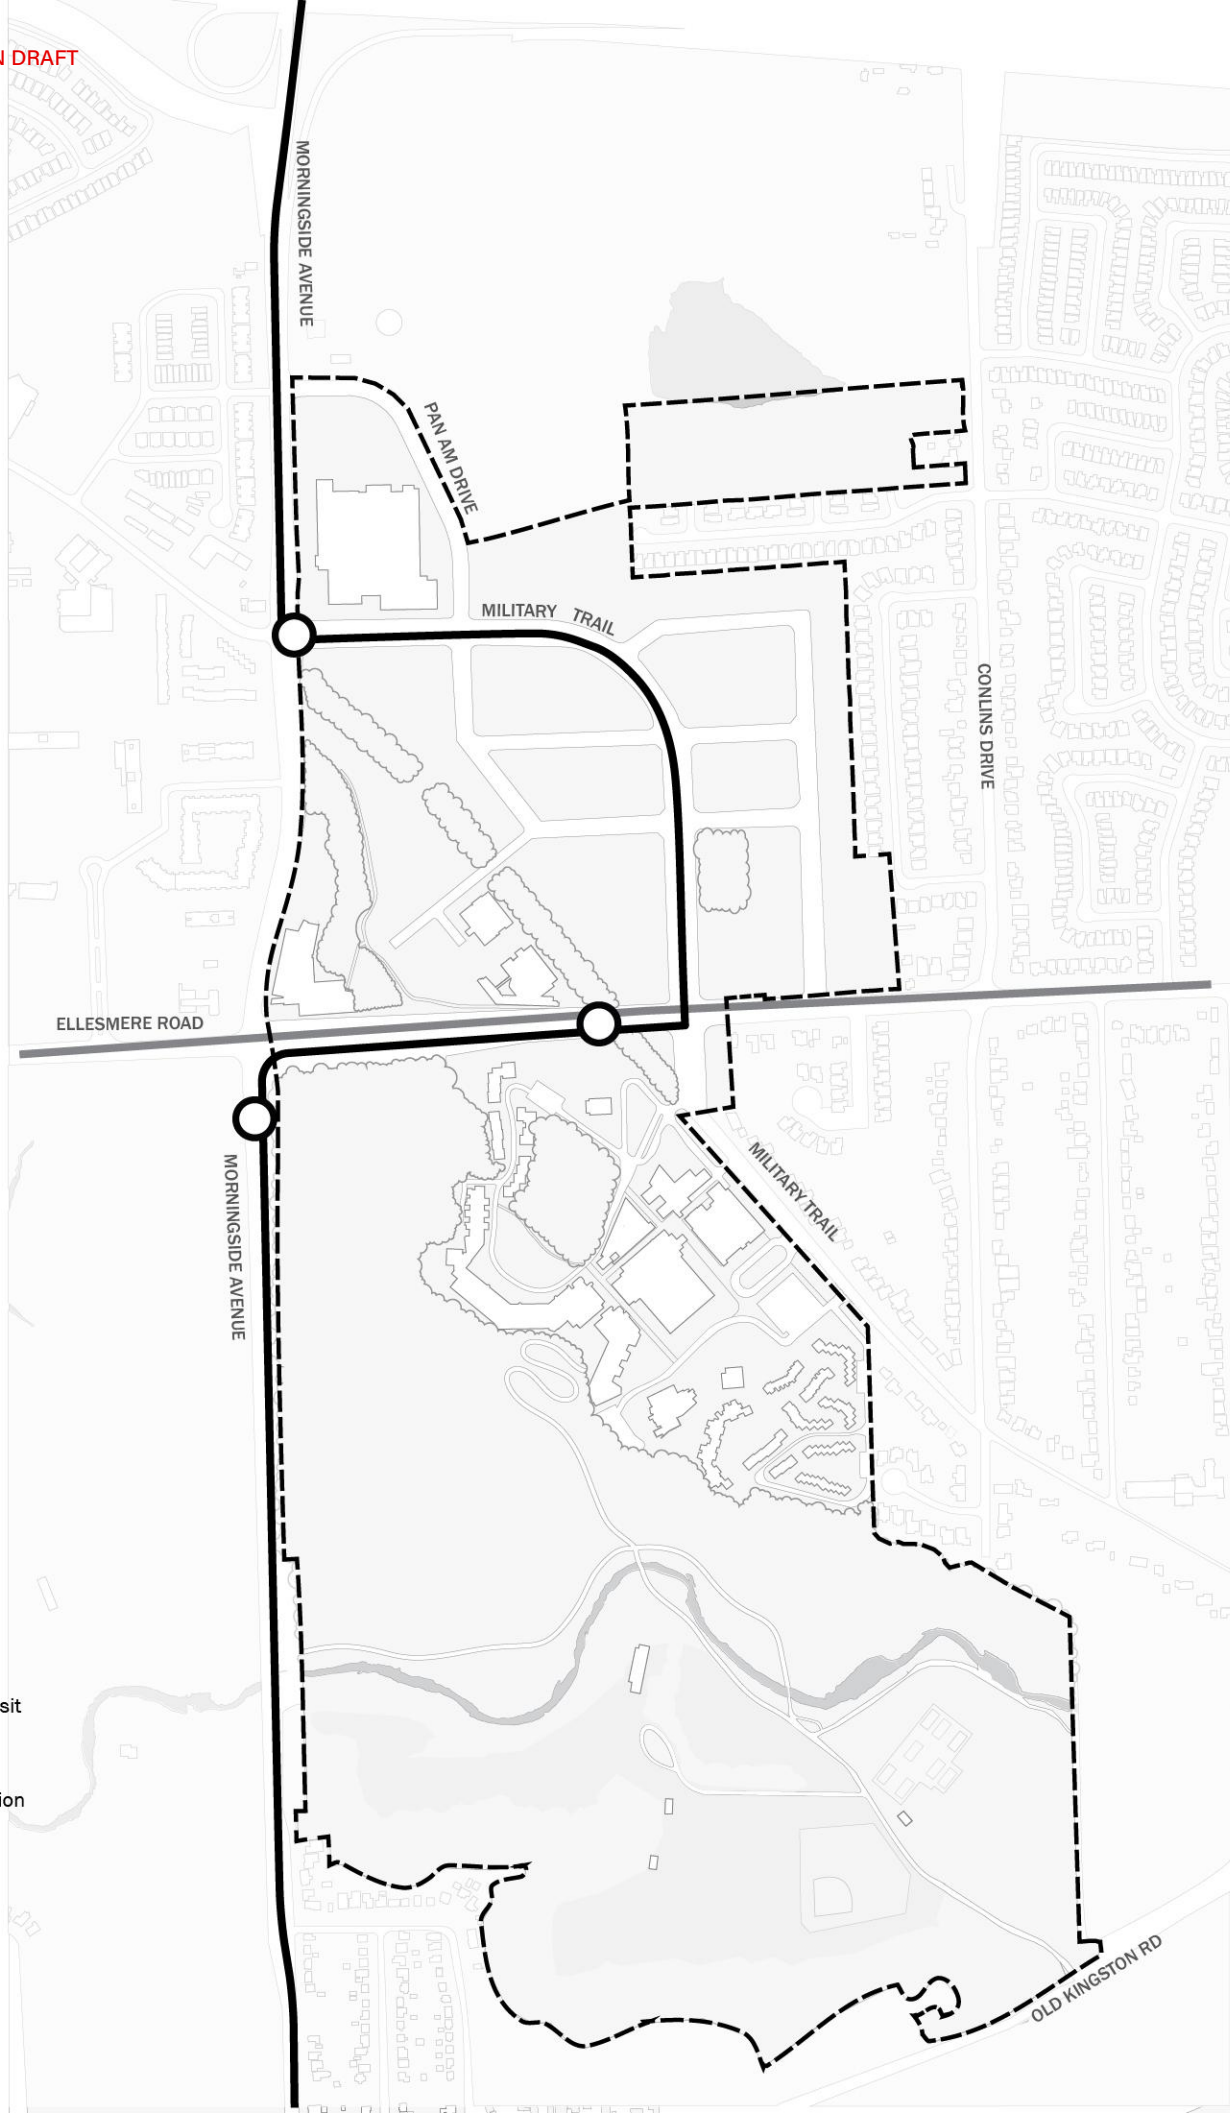 N DRAFT
MORNINGSIDE AVENUE
PAN AM DRIVE
MILITARY TRAIL
CONLINS DRIVE
ELLESMERE ROAD
MILITARY TRAIL
MORNINGSIDE AVENUE
sit
ion
OLD KINGSTON RD